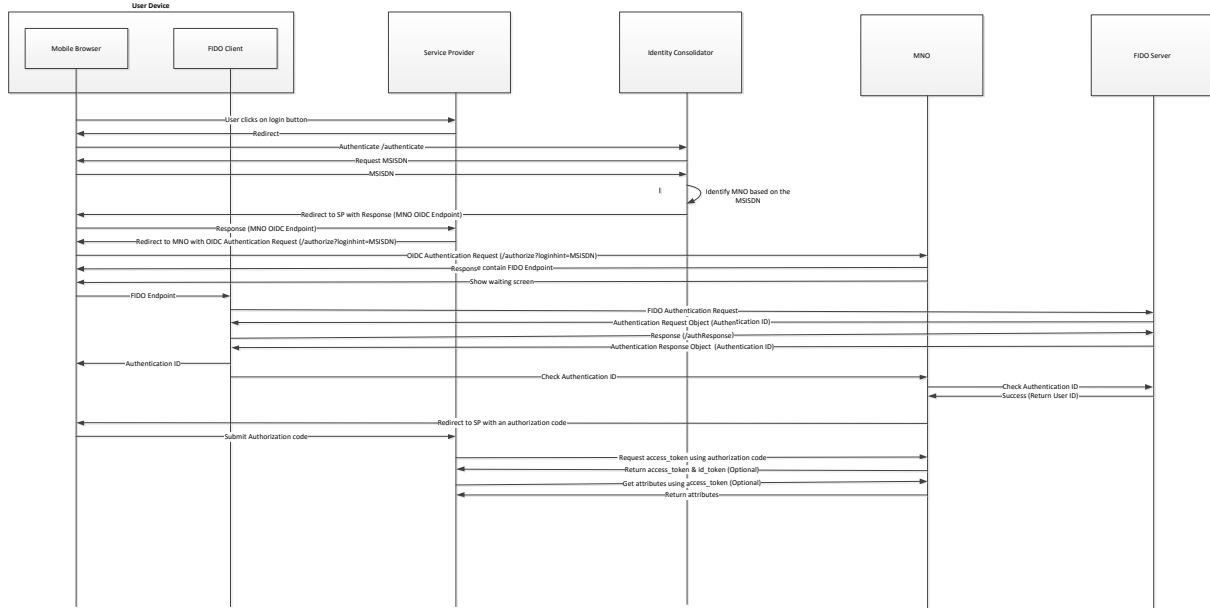 User Device
Mobile Browser
FIDO Client
Service Provider
Identity Consolidator
MNO
FIDO Server
User clicks on login button
Redirect
Authenticate /authenticate
Request MSISDN
MSISDN
I.
Identify MNO based on the
MSISDN
Redirect to SP with Response (MNO OIDC Endpoint)
Response (MNO OIDC Endpoint)
Redirect to MNO with OIDC Authentication Request (/authorize?loginhint=MSISDN)
OIDC Authentication Request (/authorize?loginhint=MSISDN)
Response contain FIDO Endpoint
Show waiting screen
FIDO Endpoint
FIDO Authentication Request
Authentication Request Object (Authentication ID)
Response (/authResponse)
Authentication Response Object (Authentication ID)
Authentication ID
Check Authentication ID
Check Authentication ID
Success (Return User ID)
Redirect to SP with an authorization code
Submit Authorization code
Request access_token using authorization code
Return access_token & id_token (Optional)
Get attributes using access_token (Optional)
Return attributes